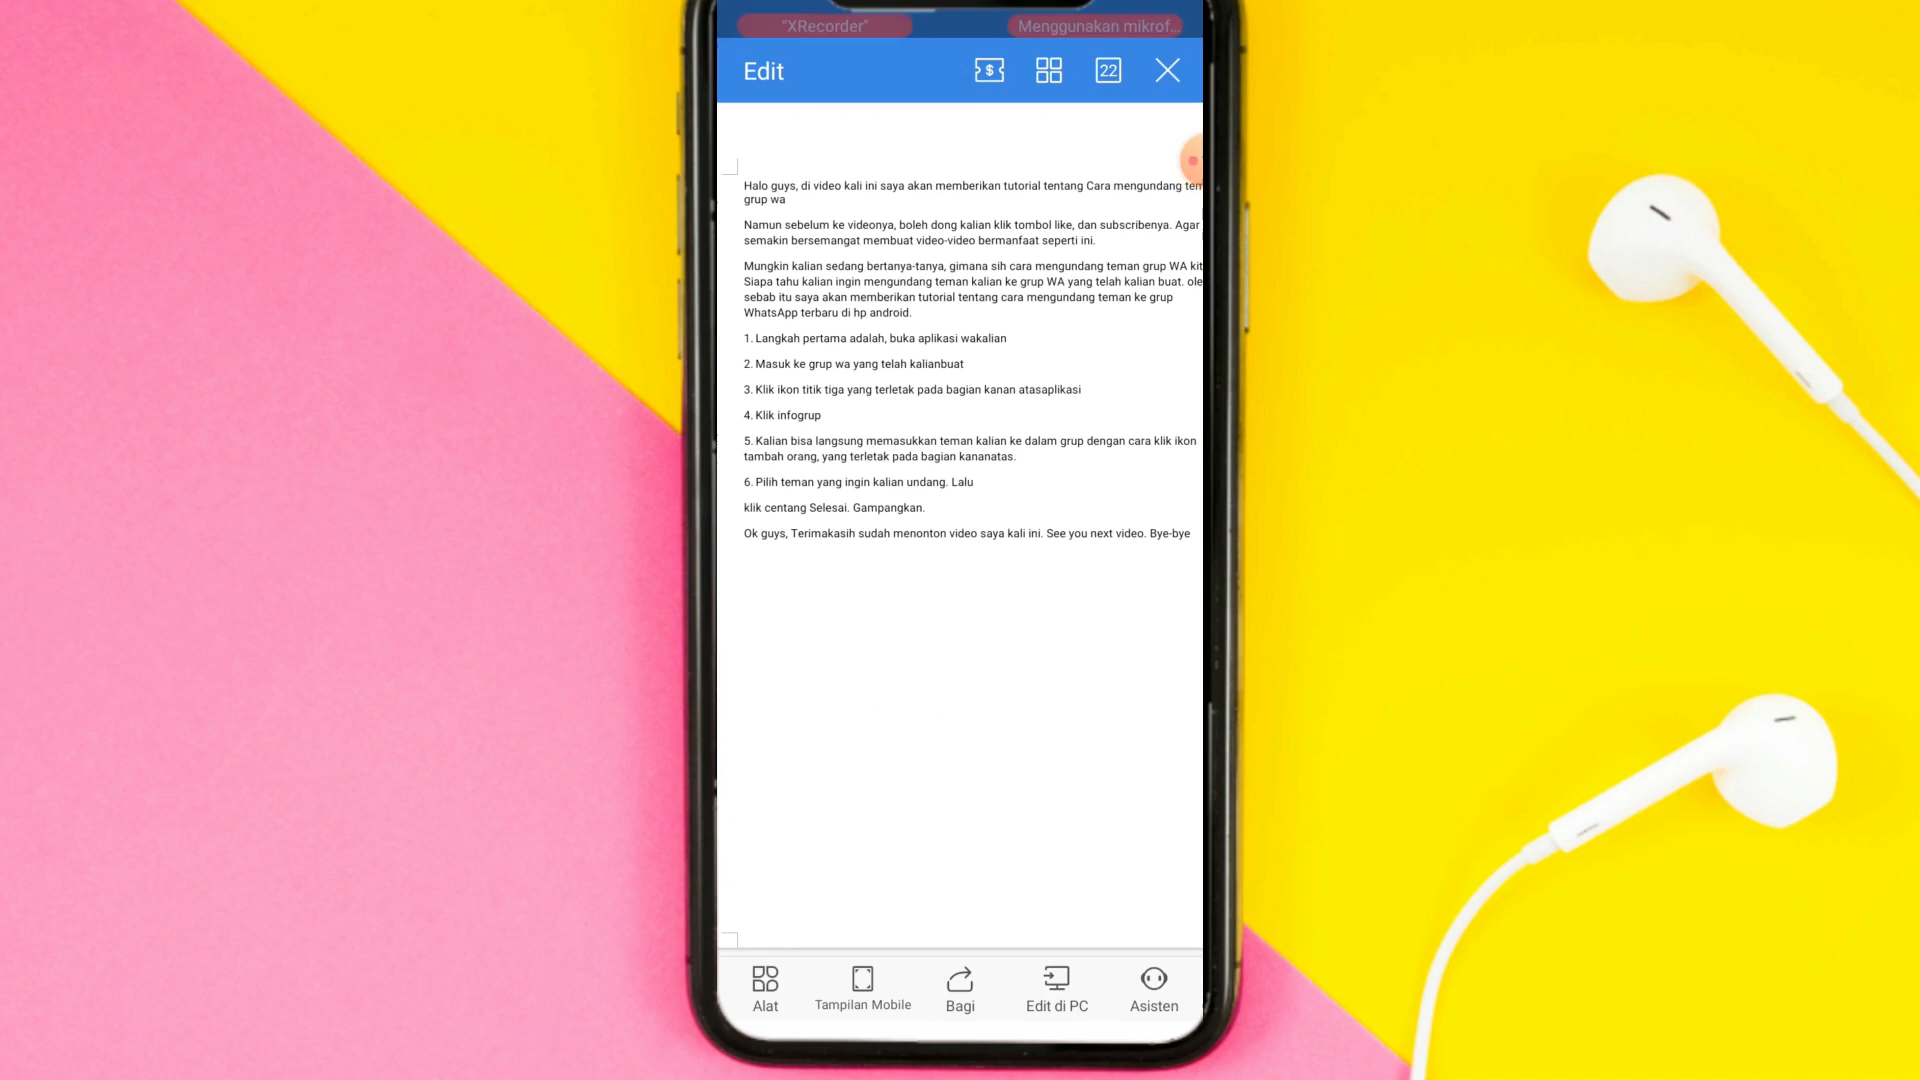 "XRecorder" Menggunakan mikrof...
Edit
22
Halo guys, di video kali ini saya akan memberikan tutorial tentang Cara mengundang
grup wa
Namun sebelum ke videonya, boleh dong kalian klik tombol like, dan subscribenya. Agar
semakin bersemangat membuat video-video bermanfaat seperti ini.
Mungkin kalian sedang bertanya-tanya, gimana sih cara mengundang teman grup WA
Siapa tahu kalian ingin mengundang teman kalian ke grup WA yang telah kalian buat.
sebab itu saya akan memberikan tutorial tentang cara mengundang teman ke grup
WhatsApp terbaru di hp android.
1. Langkah pertama adalah, buka aplikasi wakalian
2. Masuk ke grup wa yang telah kalianbuat
3. Klik ikon titik tiga yang terletak pada bagian kanan atasaplikasi
4. Klik infogrup
5. Kalian bisa langsung memasukkan teman kalian ke dalam grup dengan cara klik ikon
tambah orang, yang terletak pada bagian kananatas.
6. Pilih teman yang ingin kalian undang. Lalu
klik centang Selesai. Gampangkan.
Ok guys, Terimakasih sudah menonton video saya kali ini. See you next video. Bye-bye
Alat Tampilan Mobile Bagi Edit di PC Asisten